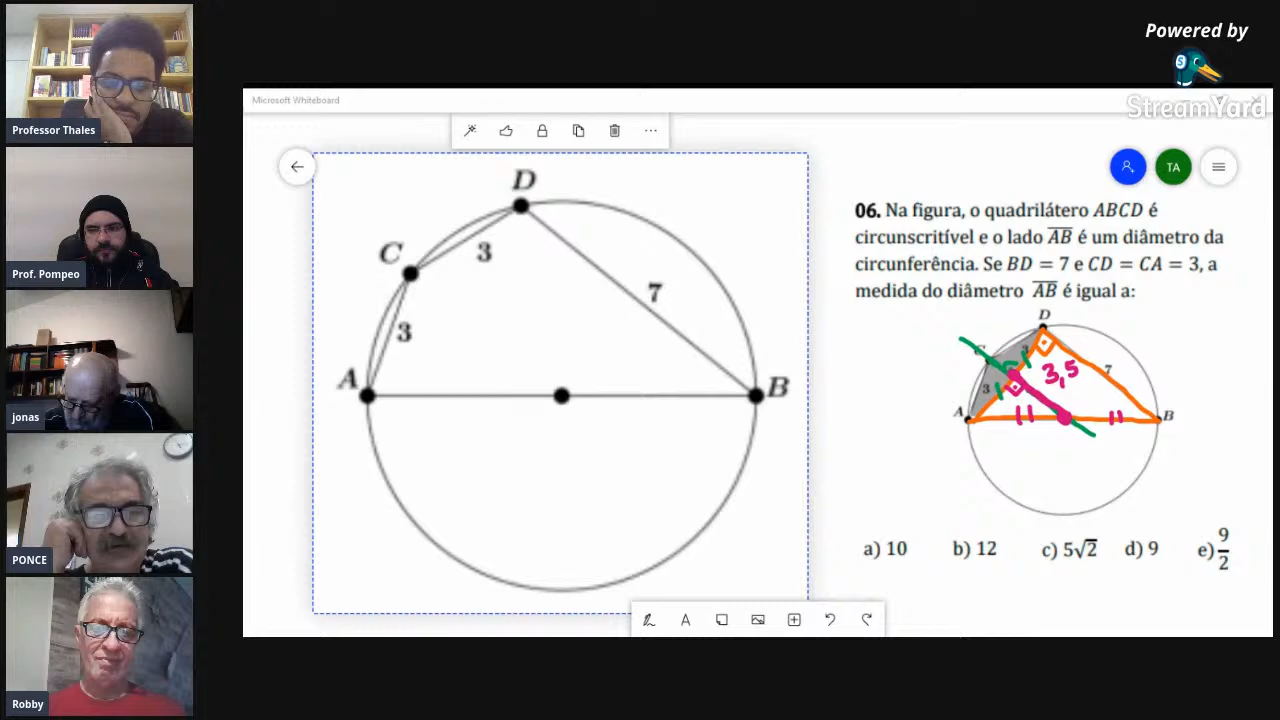 Powered by
StreamYard
Professor Thales
Prof. Pompeo
jonas
PONCE
Robby
Microsoft Whiteboard
TA
D
C
3
7
3
A
B
06. Na figura, o quadrilátero ABCD é
circunscritível e o lado AB é um diâmetro da
circunferência. Se BD = 7 e CD = CA = 3, a
medida do diâmetro AB é igual a:
D
C
3
3,5
7
3
A
B
a) 10 b) 12 c) 5√2 d) 9 e) 9/2
A